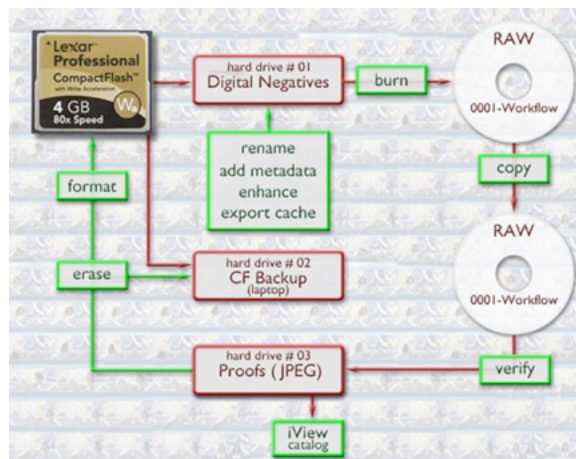 Lexar
Professional
CompactFlash™
with Write Acceleration
4 GB
80x Speed
WA
hard drive # 01
Digital Negatives
burn
RAW
0001-Workflow
rename
add metadata
enhance
export cache
format
copy
RAW
0001-Workflow
erase
hard drive # 02
CF Backup
(laptop)
hard drive # 03
Proofs ( JPEG)
verify
iView
catalog